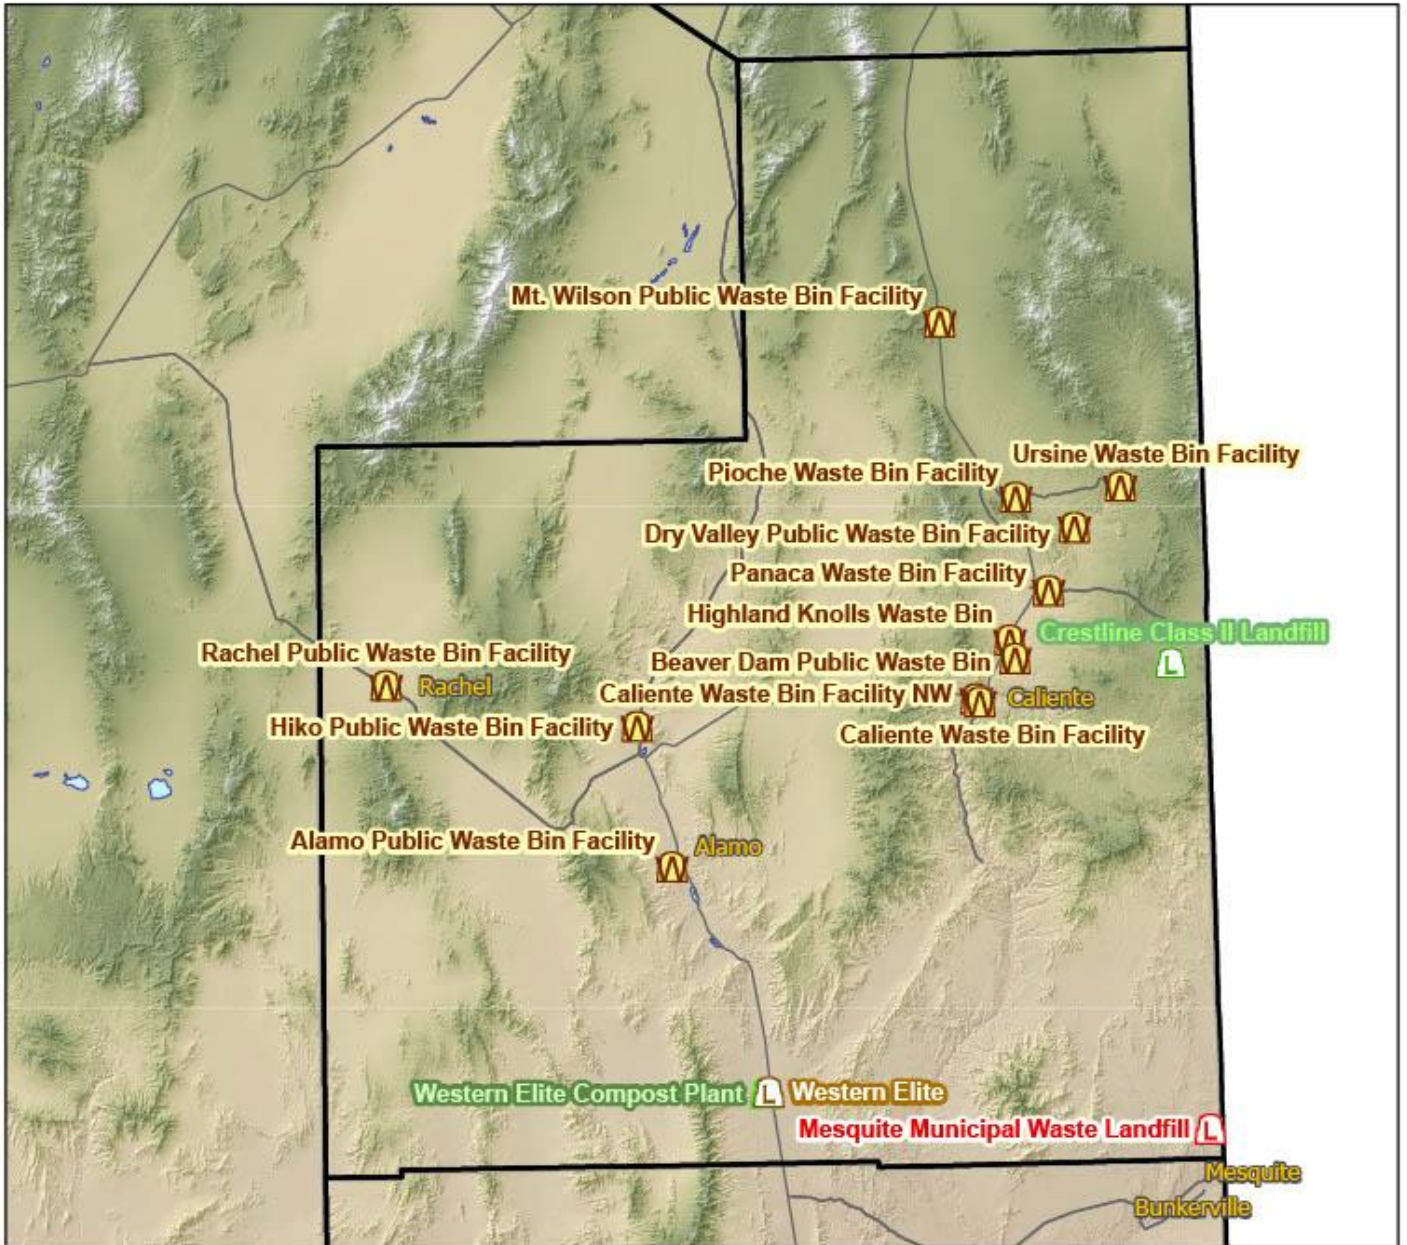 Mt. Wilson Public Waste Bin Facility
Ursine Waste Bin Facility
Pioche Waste Bin Facility
Dry Valley Public Waste Bin Facility
Panaca Waste Bin Facility
Highland Knolls Waste Bin
Crestline Class II Landfill
L
Rachel Public Waste Bin Facility
Beaver Dam Public Waste Bin
Rachel
Caliente Waste Bin Facility NW
Caliente
Hiko Public Waste Bin Facility
Caliente Waste Bin Facility
Alamo Public Waste Bin Facility
Alamo
Western Elite Compost Plant
L
Western Elite
Mesquite Municipal Waste Landfill
L
Mesquite
Bunkerville